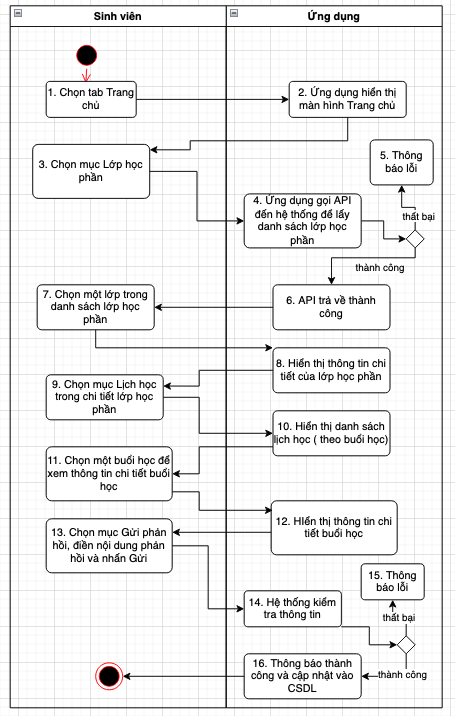 Sinh viên
Ứng dụng
1. Chọn tab Trang
chủ
2. Ứng dụng hiển thị
màn hình Trang chủ
3. Chọn mục Lớp học
phần
5. Thông
báo lỗi
4. Ứng dụng gọi API
đến hệ thống để lấy
danh sách lớp học
phần
thất bại
thành công
7. Chọn một lớp trong
danh sách lớp học
phần
6. API trả về thành
công
8. Hiển thị thông tin chi
tiết của lớp học phần
9. Chọn mục Lịch học
trong chi tiết lớp học
phần
10. Hiển thị danh sách
lịch học ( theo buổi học)
11. Chọn một buổi học để
xem thông tin chi tiết buổi
học
12. HIển thị thông tin chi
tiết buổi học
13. Chọn mục Gửi phản
hồi, điền nội dung phản
hồi và nhấn Gửi
15. Thông
báo lỗi
14. Hệ thống kiểm
tra thông tin
thất bại
16. Thông báo thành
công và cập nhật vào
CSDL
thành công